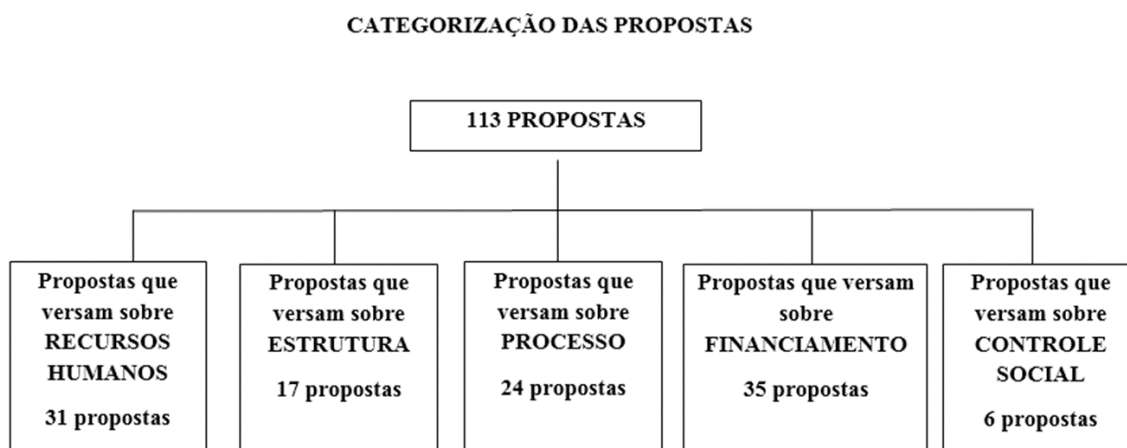 CATEGORIZAÇÃO DAS PROPOSTAS
113 PROPOSTAS
Propostas que
versam sobre
RECURSOS
HUMANOS
31 propostas
Propostas que
versam sobre
ESTRUTURA
17 propostas
Propostas que
versam sobre
PROCESSO
24 propostas
Propostas que versam
sobre
FINANCIAMENTO
35 propostas
Propostas que
versam sobre
CONTROLE
SOCIAL
6 propostas